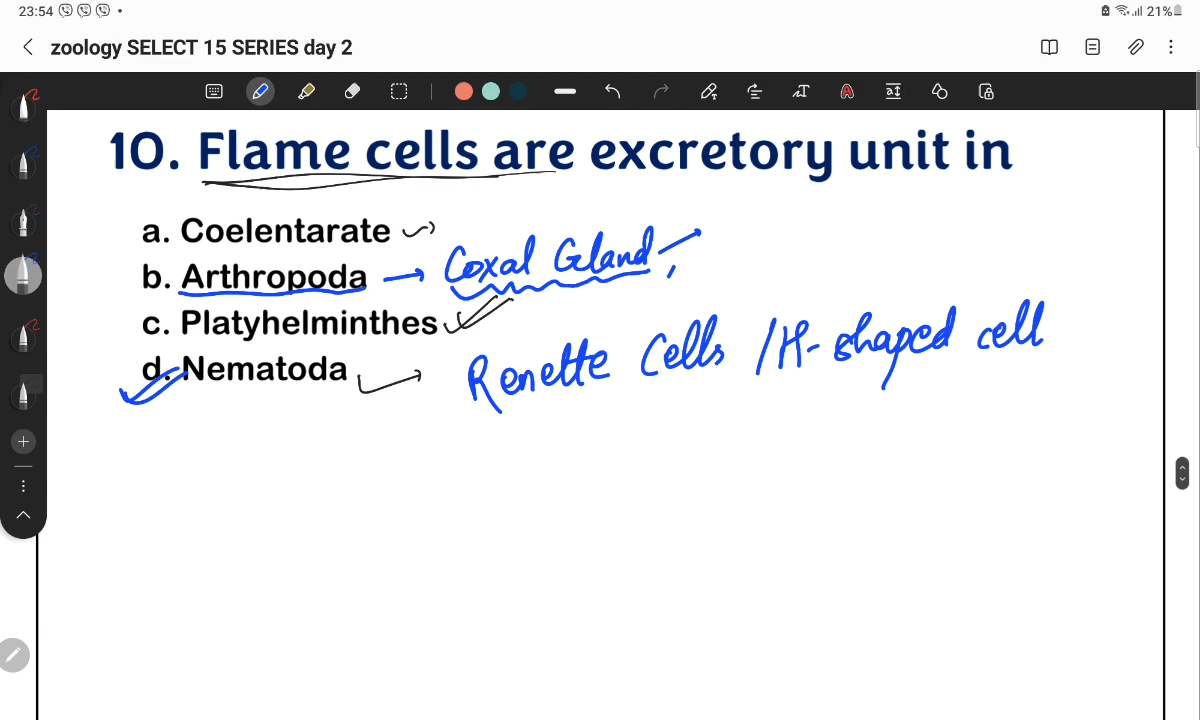 23:54 21%
zoology SELECT 15 SERIES day 2
10. Flame cells are excretory unit in
a. Coelentarate
b. Arthropoda → Coxal Gland,
c. Platyhelminthes
d. Nematoda → Renette Cells / H-shaped cell